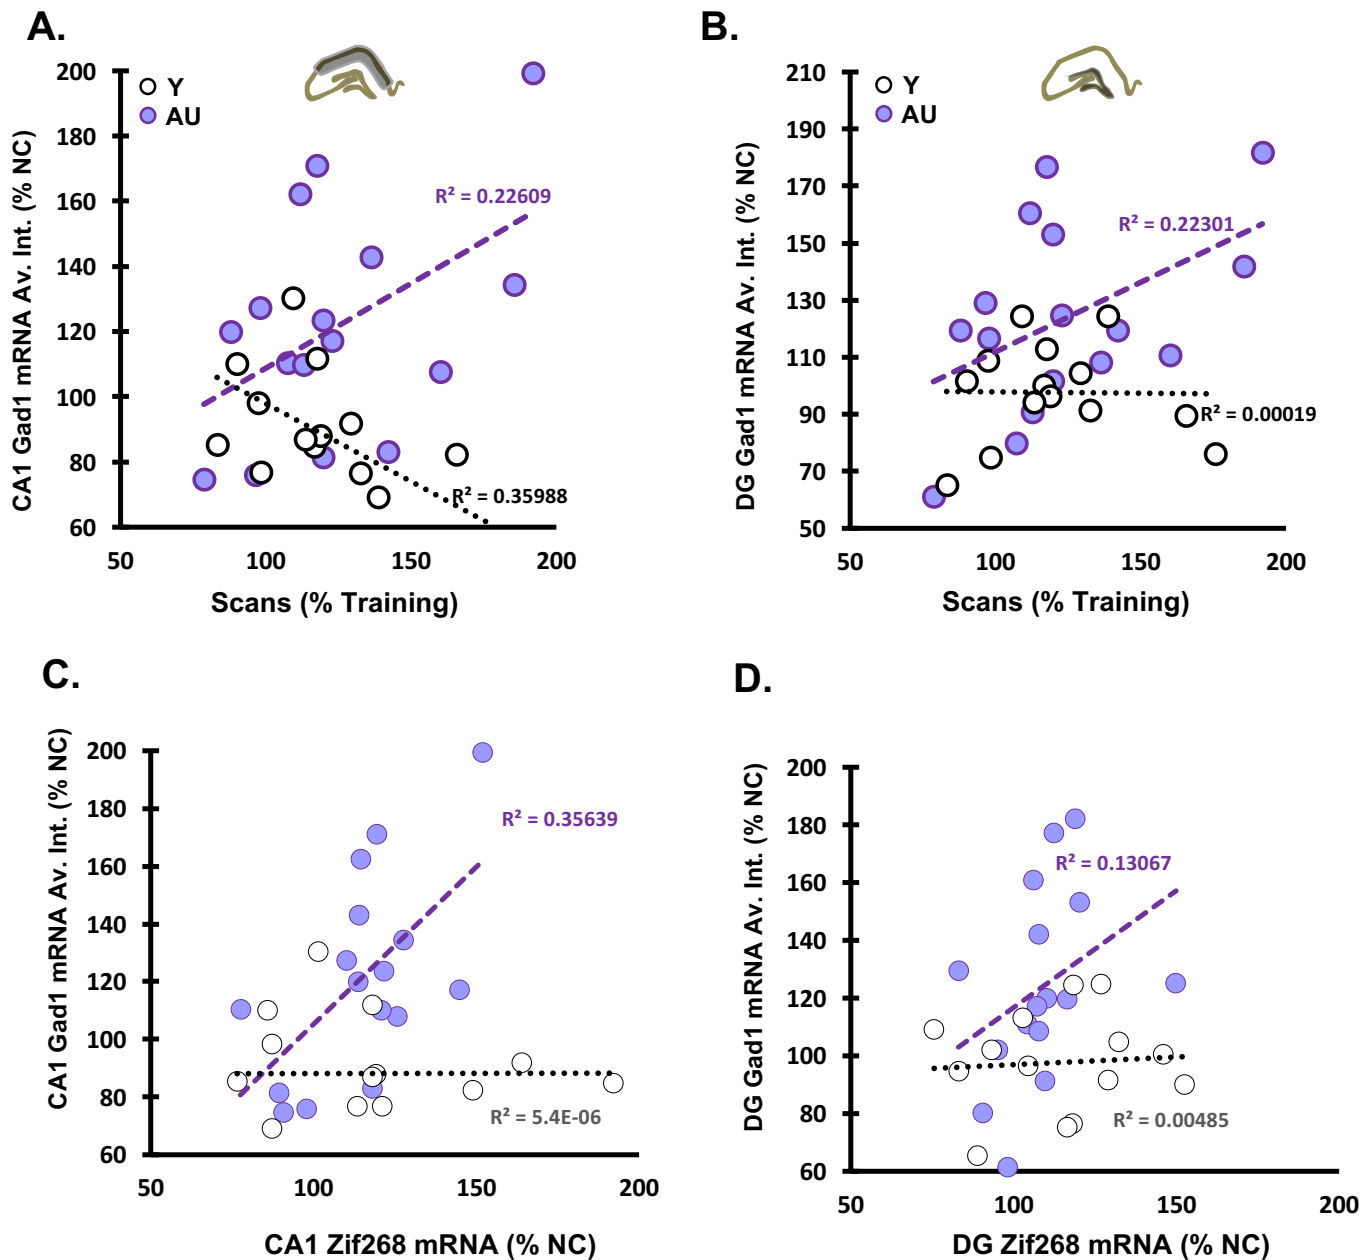 A.
CA1 Gad1 mRNA Av. Int. (% NC)
200
180
160
140
120
100
80
60
Y
AU
R² = 0.22609
R² = 0.35988
50 100 150 200
Scans (% Training)
B.
DG Gad1 mRNA Av. Int. (% NC)
210
190
170
150
130
110
90
70
50
Y
AU
R² = 0.22301
R² = 0.00019
50 100 150 200
Scans (% Training)
C.
CA1 Gad1 mRNA Av. Int. (% NC)
200
180
160
140
120
100
80
60
R² = 0.35639
R² = 5.4E-06
50 100 150 200
CA1 Zif268 mRNA (% NC)
D.
DG Gad1 mRNA Av. Int. (% NC)
200
180
160
140
120
100
80
60
R² = 0.13067
R² = 0.00485
50 100 150 200
DG Zif268 mRNA (% NC)